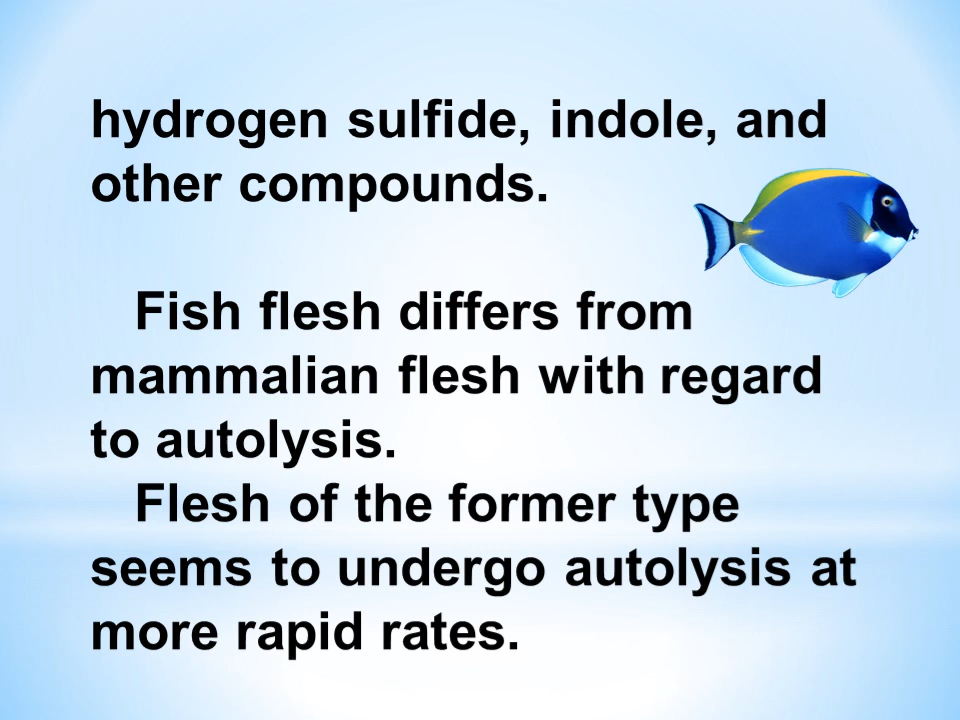 hydrogen sulfide, indole, and
other compounds.
Fish flesh differs from
mammalian flesh with regard
to autolysis.
Flesh of the former type
seems to undergo autolysis at
more rapid rates.